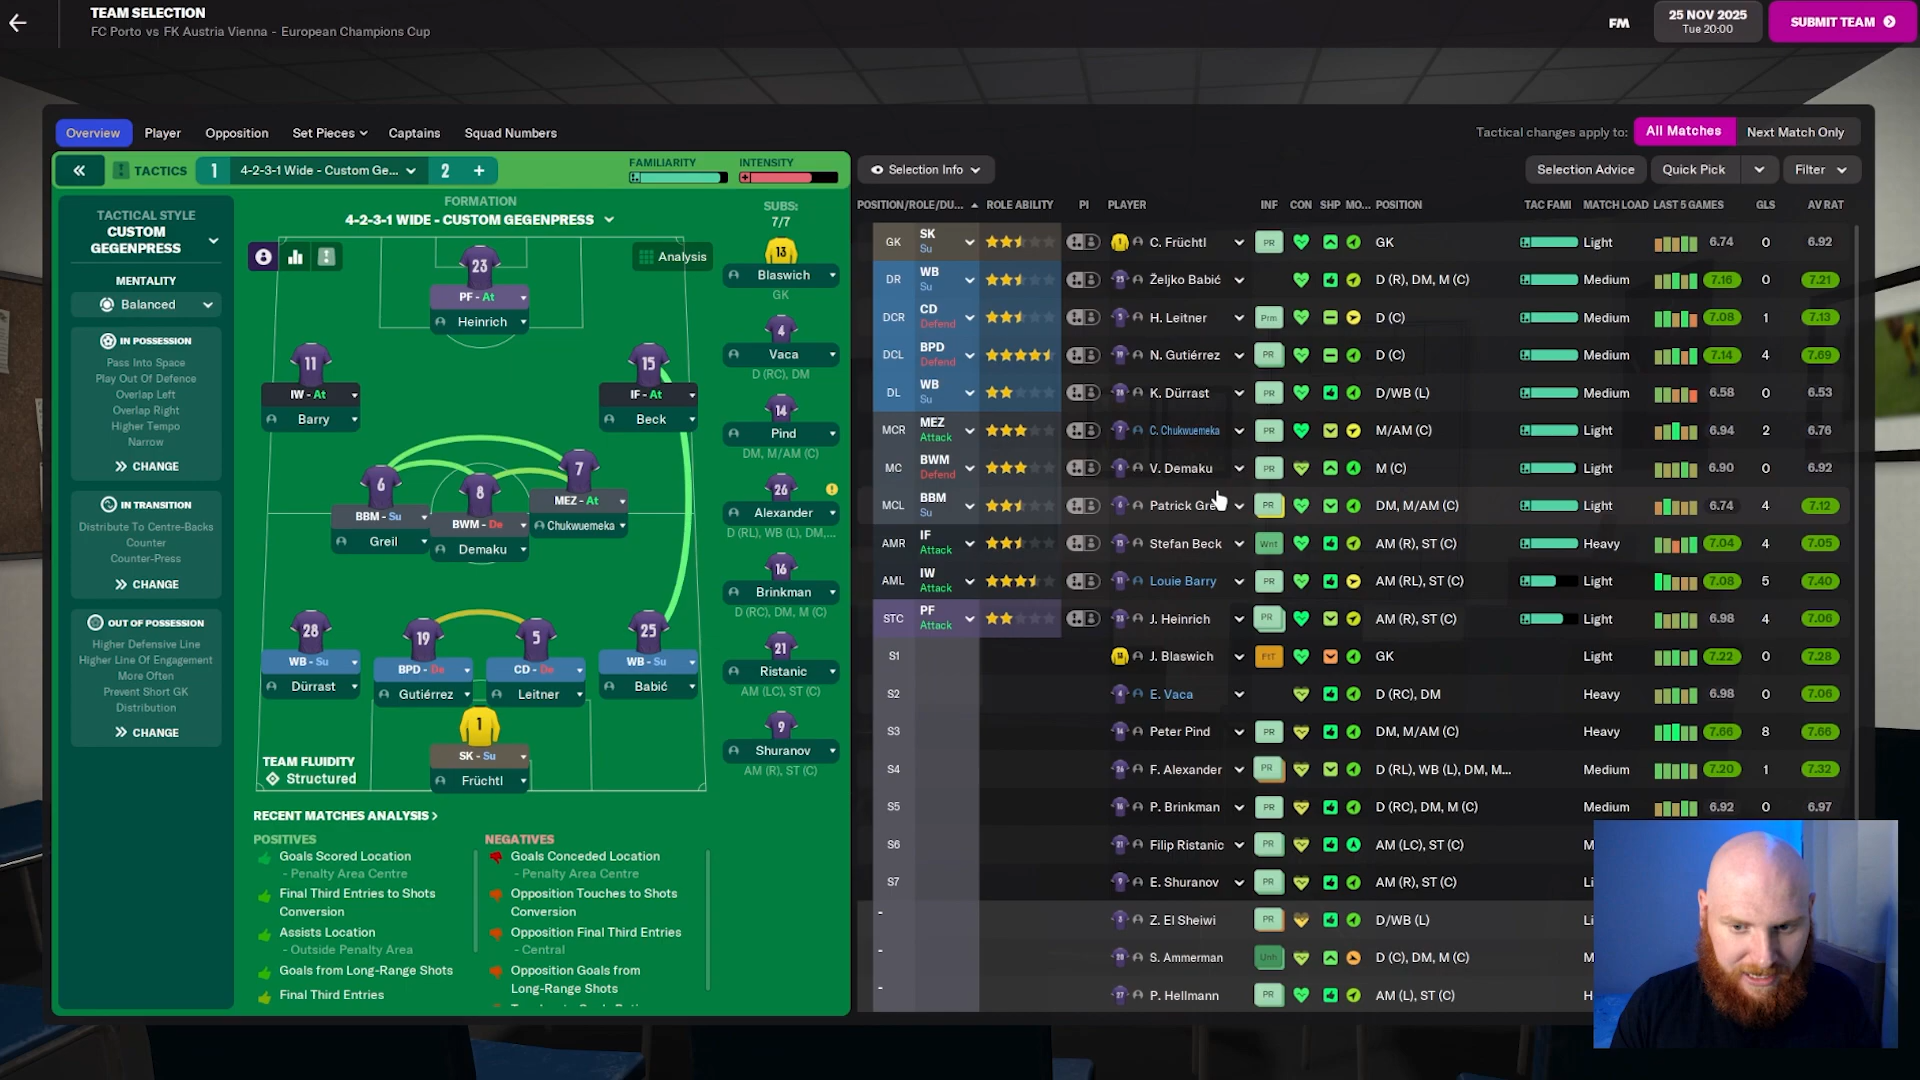 TEAM SELECTION
FC Porto vs FK Austria Vienna - European Champions Cup
FM
25 NOV 2025
Tue 20:00
SUBMIT TEAM
Overview
Player
Opposition
Set Pieces
Captains
Squad Numbers
Tactical changes apply to:
All Matches
Next Match Only
TACTICS
1
4-2-3-1 Wide - Custom Ge...
2
+
FAMILIARITY
INTENSITY
Selection Info
Selection Advice
Quick Pick
Filter
TACTICAL STYLE
CUSTOM
GEGENPRESS
MENTALITY
Balanced
IN POSSESSION
Pass Into Space
Play Out Of Defence
Overlap Left
Overlap Right
Higher Tempo
Narrow
CHANGE
IN TRANSITION
Distribute To Centre-Backs
Counter
Counter-Press
CHANGE
OUT OF POSSESSION
Higher Defensive Line
Higher Line of Engagement
More Often
Prevent Short GK
Distribution
CHANGE
FORMATION
4-2-3-1 WIDE - CUSTOM GEGENPRESS
Analysis
23
PF - At
Heinrich
11
IW - At
Barry
15
IF - At
Beck
6
BBM - Su
Greil
8
BWM - De
Demaku
7
MEZ - At
Chukwuemeka
28
WB - Su
Dürrast
19
BPD - De
Gutiérrez
5
CD - De
Leitner
25
WB - Su
Babić
1
SK - Su
Früchtl
TEAM FLUIDITY
Structured
SUBS:
7/7
13
Blaswich
GK
4
Vaca
D (RC), DM
14
Pind
DM, M/AM (C)
26
Alexander
D (RL), WB (L), DM,...
16
Brinkman
D (RC), DM, M (C)
21
Ristanic
AM (LC), ST (C)
9
Shuranov
AM (R), ST (C)
RECENT MATCHES ANALYSIS
POSITIVES
Goals Scored Location
- Penalty Area Centre
Final Third Entries to Shots
Conversion
Assists Location
- Outside Penalty Area
Goals from Long-Range Shots
Final Third Entries
NEGATIVES
Goals Conceded Location
- Penalty Area Centre
Opposition Touches to Shots
Conversion
Opposition Final Third Entries
- Central
Opposition Goals from
Long-Range Shots
POSITION/ROLE/DU... ROLE ABILITY PI PLAYER INF CON SHP MO... POSITION TAC FAMI MATCH LOAD LAST 5 GAMES GLS AV RAT
GK SK Su C. Früchtl PR GK Light 6.74 0 6.92
DR WB Su Željko Babić D (R), DM, M (C) Medium 7.16 0 7.21
DCR CD Defend H. Leitner Prm D (C) Medium 7.08 1 7.13
DCL BPD Defend N. Gutiérrez PR D (C) Medium 7.14 4 7.69
DL WB Su K. Dürrast PR D/WB (L) Medium 6.58 0 6.53
MCR MEZ Attack C. Chukwuemeka PR M/AM (C) Light 6.94 2 6.76
MC BWM Defend V. Demaku PR M (C) Light 6.90 0 6.92
MCL BBM Su Patrick Gre PR DM, M/AM (C) Light 6.74 4 7.12
AMR IF Attack Stefan Beck Wnt AM (R), ST (C) Heavy 7.04 4 7.05
AML IW Attack Louie Barry PR AM (RL), ST (C) Light 7.08 5 7.40
STC PF Attack J. Heinrich PR AM (R), ST (C) Light 6.98 4 7.06
S1 J. Blaswich FIT GK Light 7.22 0 7.28
S2 E. Vaca D (RC), DM Heavy 6.98 0 7.06
S3 Peter Pind PR DM, M/AM (C) Heavy 7.66 8 7.66
S4 F. Alexander PR D (RL), WB (L), DM, M... Medium 7.20 1 7.32
S5 P. Brinkman PR D (RC), DM, M (C) Medium 6.92 0 6.97
S6 Filip Ristanic PR AM (LC), ST (C) M
S7 E. Shuranov PR AM (R), ST (C) Li
- Z. El Sheiwi PR D/WB (L) Li
- S. Ammerman Unh D (C), DM, M (C) M
- P. Hellmann PR AM (L), ST (C) H